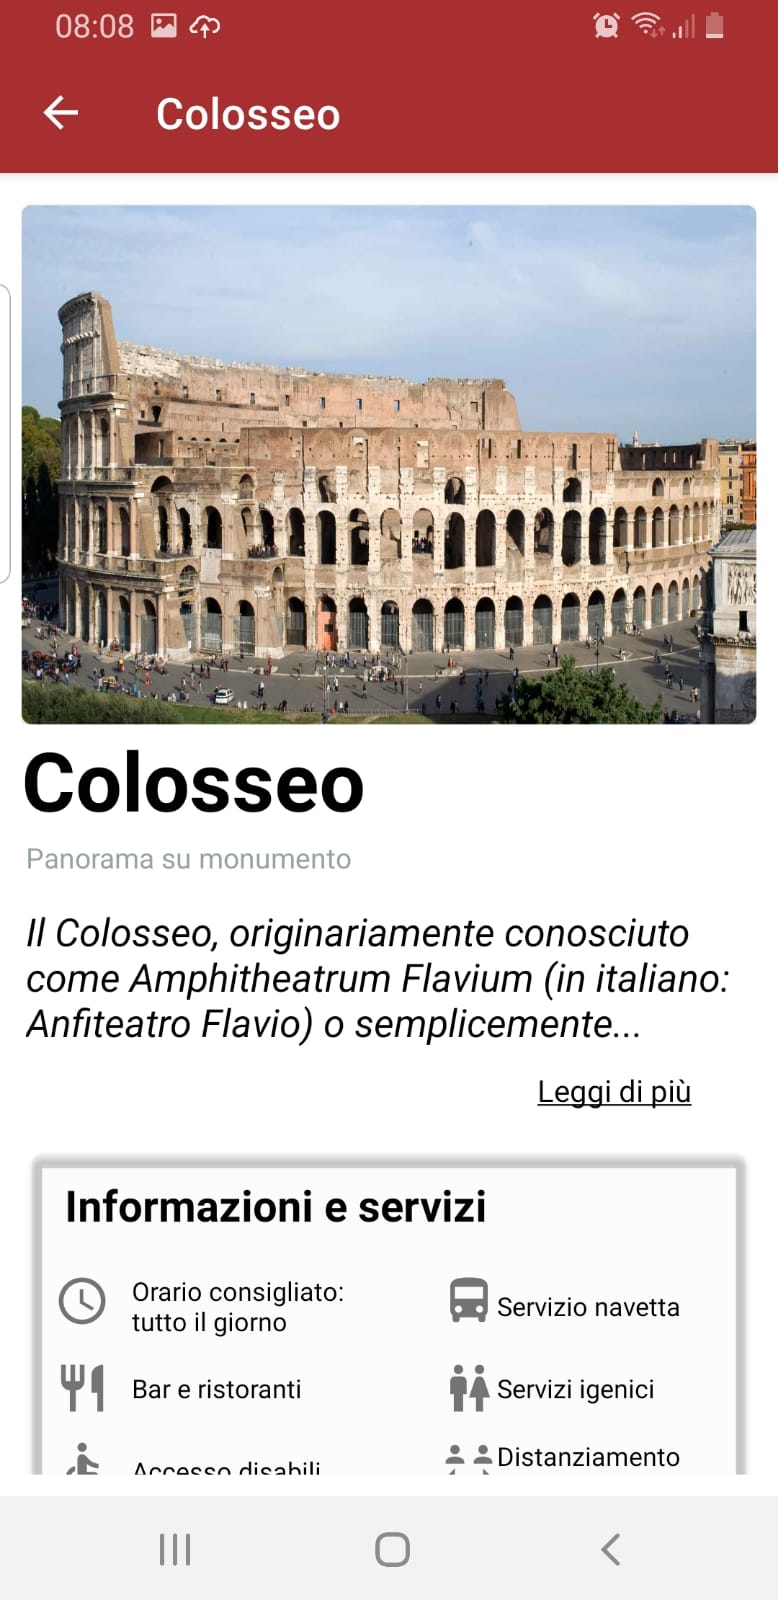 08:08
Colosseo
Colosseo
Panorama su monumento
Il Colosseo, originariamente conosciuto
come Amphitheatrum Flavium (in italiano:
Anfiteatro Flavio) o semplicemente...
Leggi di più
Informazioni e servizi
Orario consigliato:
tutto il giorno
Servizio navetta
Bar e ristoranti
Servizi igenici
Accesso disabili
Distanziamento